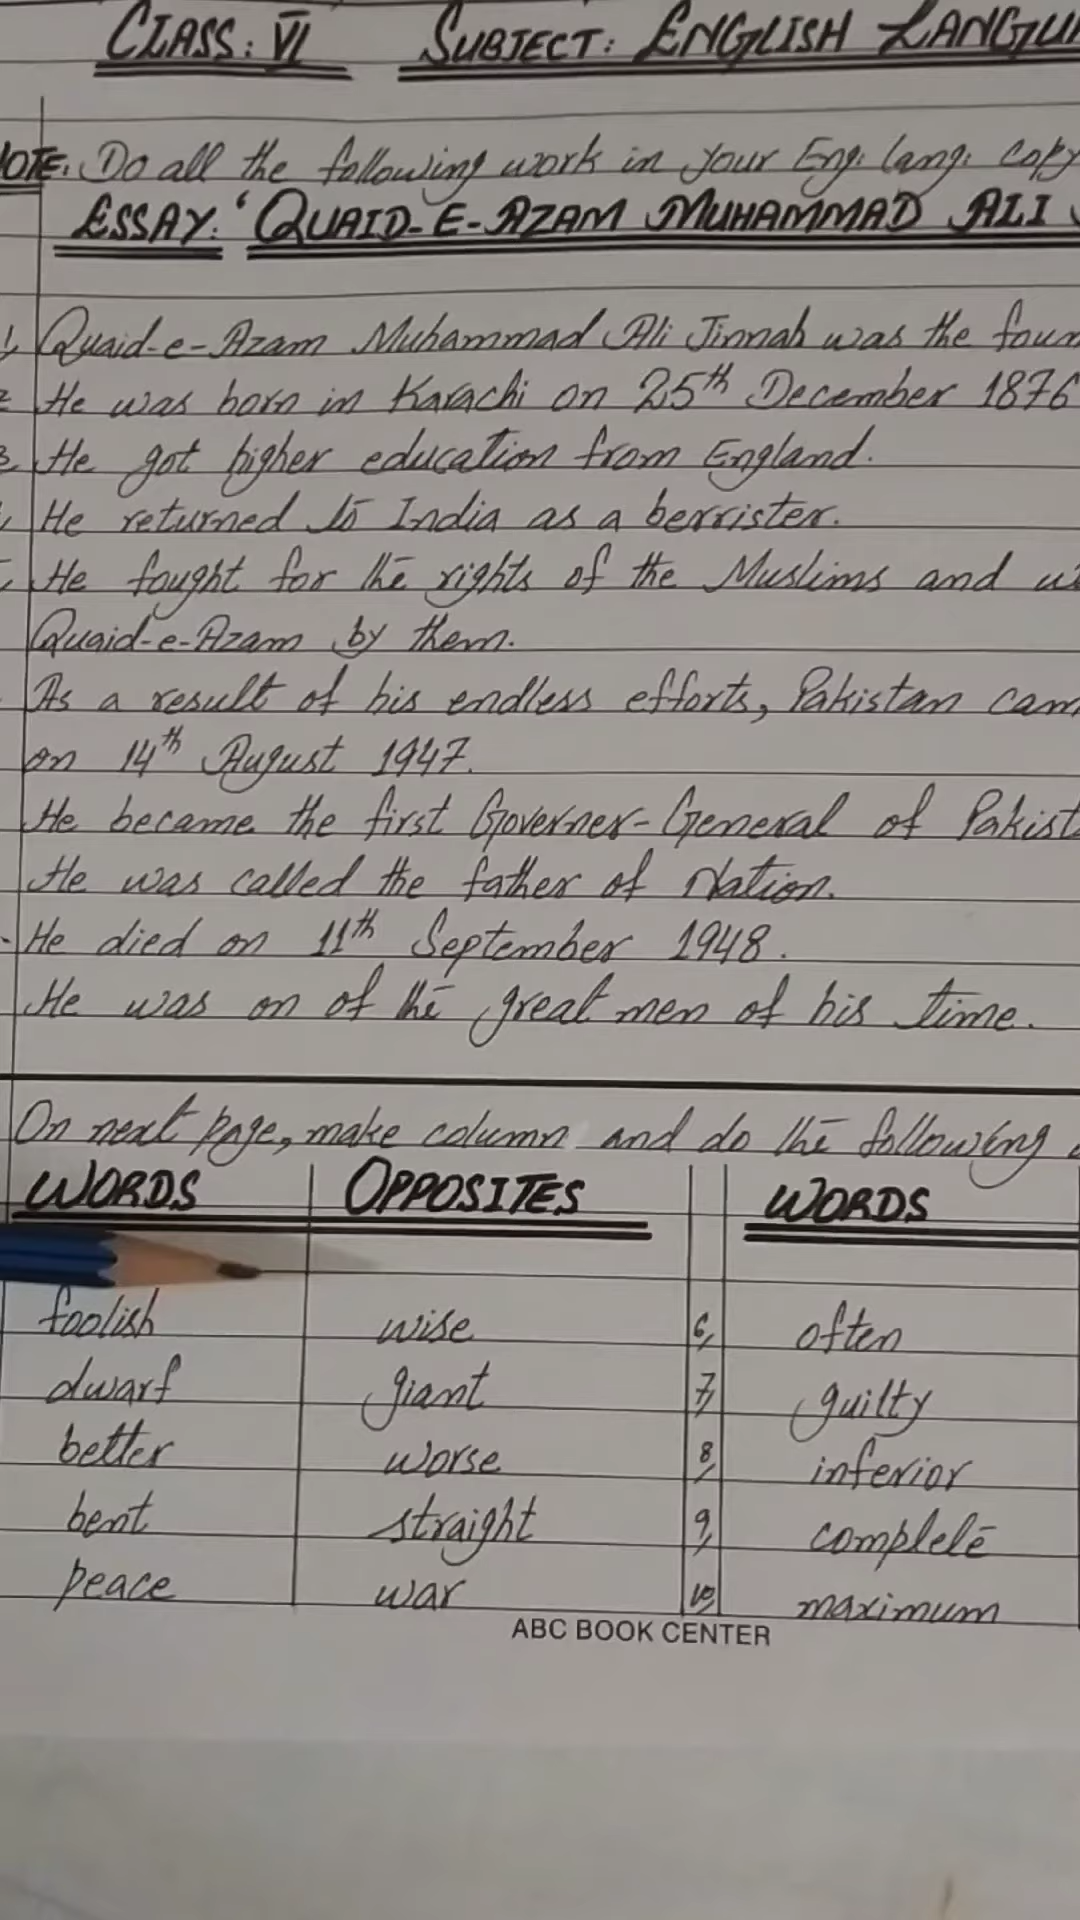 CLASS: VI SUBJECT: ENGLISH LANGU
NOTE: Do all the following work in your Eng: lang: copy
ESSAY: 'QUAID-E-AZAM MUHAMMAD ALI
1, Quaid-e-Azam Muhammad Ali Jinnah was the foun
2 He was born in Karachi on 25th December 1876
3, He got higher education from England.
He returned to India as a berrister.
He fought for the rights of the Muslims and
Quaid-e-Azam by them.
As a result of his endless efforts, Pakistan cam
on 14th August 1947.
He became the first Governer-General of Pakist
He was called the father of Nation.
He died on 11th September 1948.
He was on of the great men of his time.
On next page, make column and do the following
WORDS OPPOSITES WORDS
foolish wise 6, often
dwarf giant 7, guilty
better worse 8, inferior
bent straight 9, complete
peace war 10, maximum
ABC BOOK CENTER